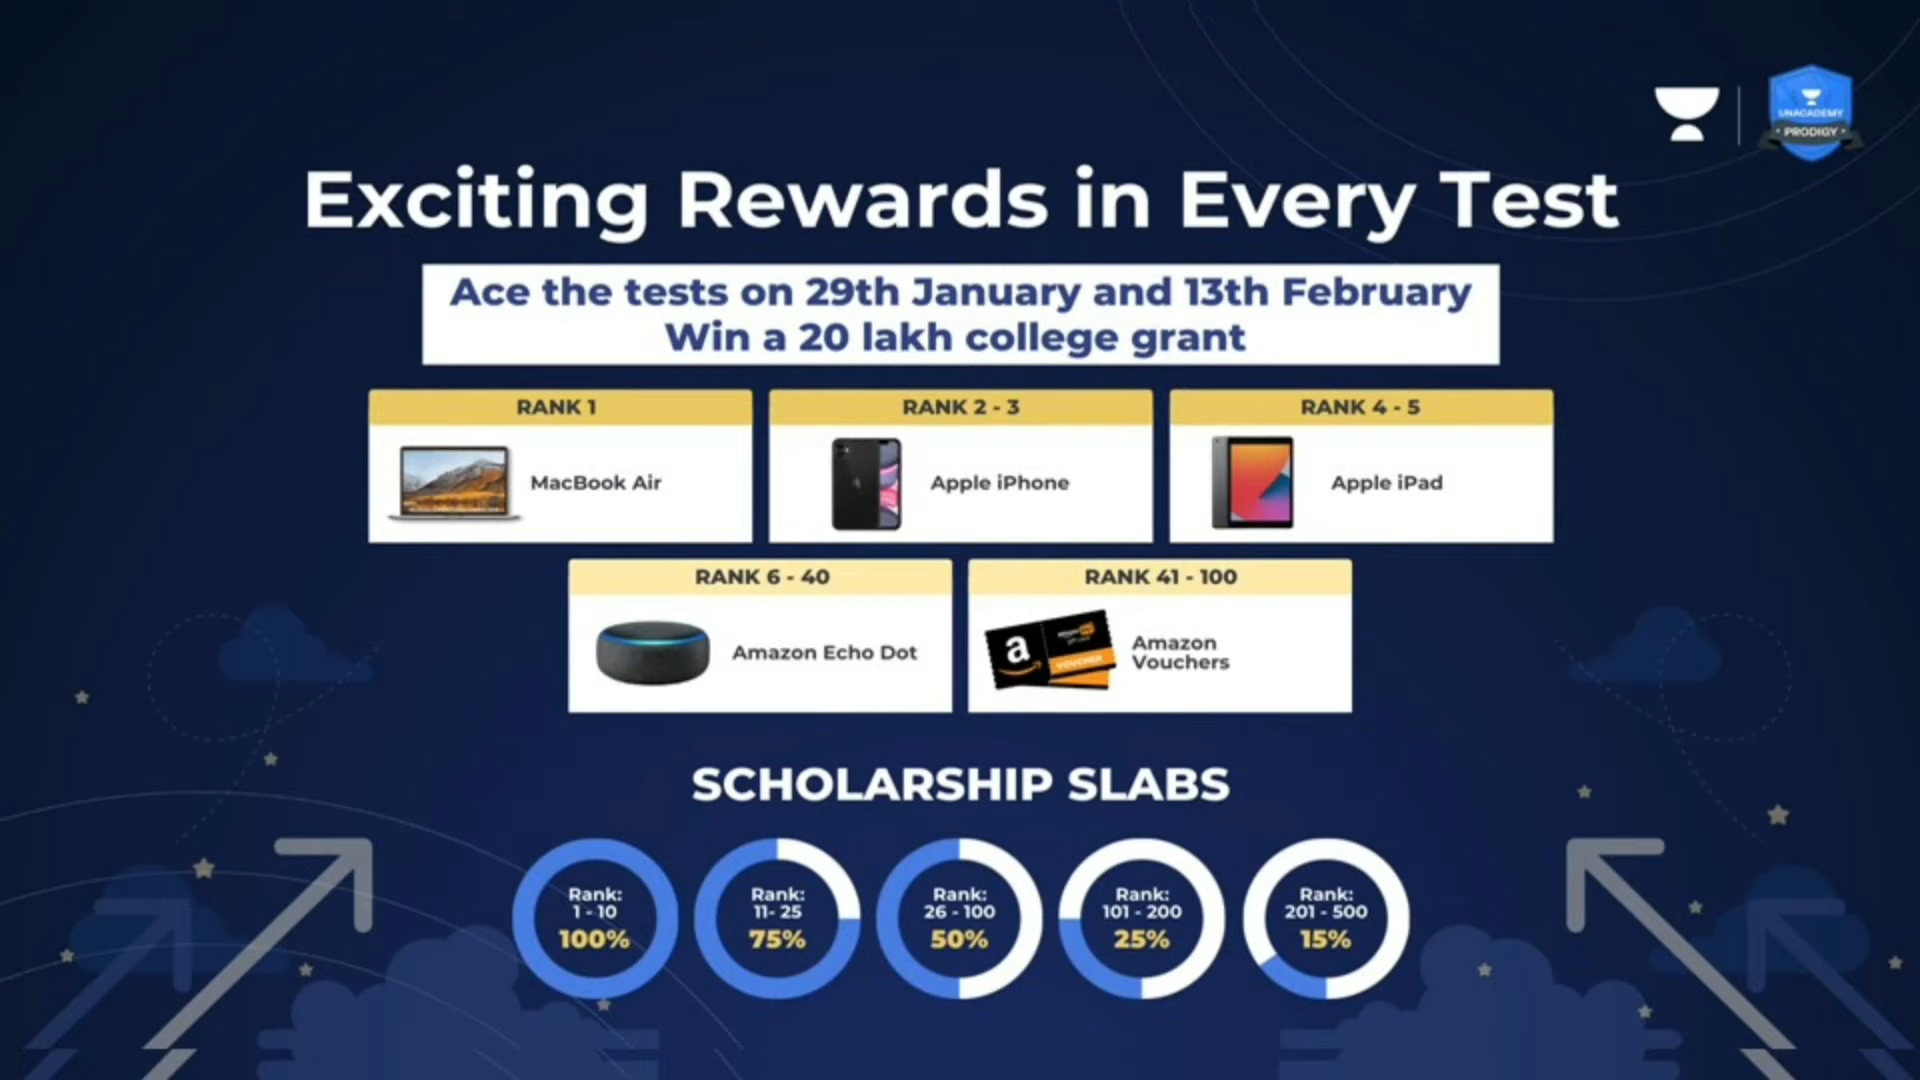 UNACADEMY
PRODIGY
Exciting Rewards in Every Test
Ace the tests on 29th January and 13th February
Win a 20 lakh college grant
RANK 1
MacBook Air
RANK 2 - 3
Apple iPhone
RANK 4 - 5
Apple iPad
RANK 6 - 40
Amazon Echo Dot
RANK 41 - 100
a
VOUCHER
Amazon
Vouchers
SCHOLARSHIP SLABS
Rank:
1 - 10
100%
Rank:
11- 25
75%
Rank:
26 - 100
50%
Rank:
101 - 200
25%
Rank:
201 - 500
15%